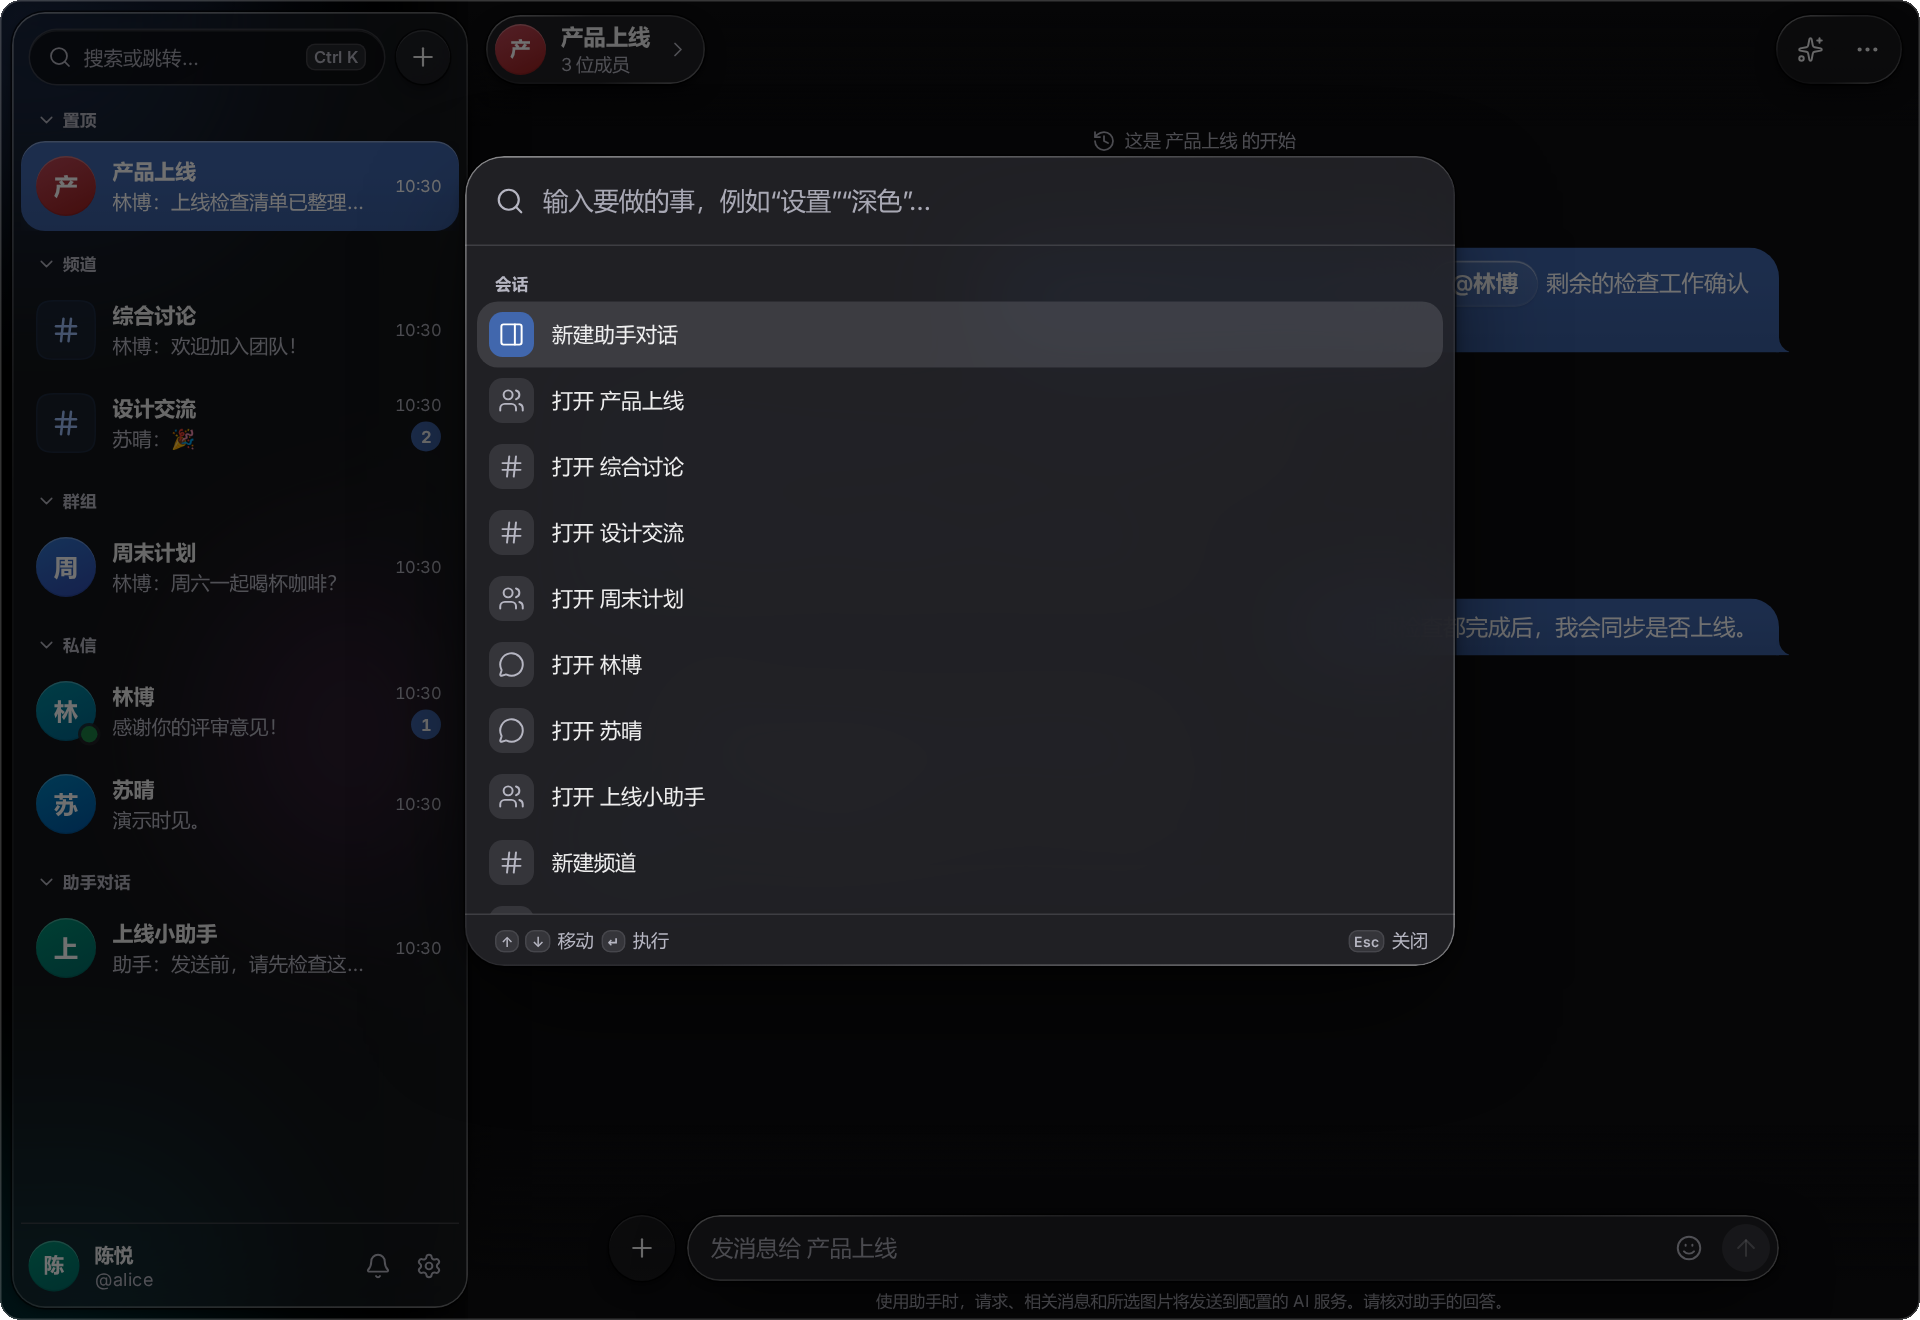 搜索或跳转...
Ctrl K
置顶
产
产品上线
10:30
林博：上线检查清单已整理...
频道
综合讨论
10:30
林博：欢迎加入团队！
设计交流
10:30
苏晴：🎉
2
群组
周
周末计划
10:30
林博：周六一起喝杯咖啡？
私信
林
林博
10:30
感谢你的评审意见！
1
苏
苏晴
10:30
演示时见。
助手对话
上
上线小助手
10:30
助手：发送前，请先检查这...
陈
陈悦
@alice
产
产品上线
3 位成员
这是 产品上线 的开始
@林博 剩余的检查工作确认
都完成后，我会同步是否上线。
输入要做的事，例如“设置”“深色”...
会话
新建助手对话
打开 产品上线
打开 综合讨论
打开 设计交流
打开 周末计划
打开 林博
打开 苏晴
打开 上线小助手
新建频道
移动 执行
Esc 关闭
发消息给 产品上线
使用助手时，请求、相关消息和所选图片将发送到配置的 AI 服务。请核对助手的回答。